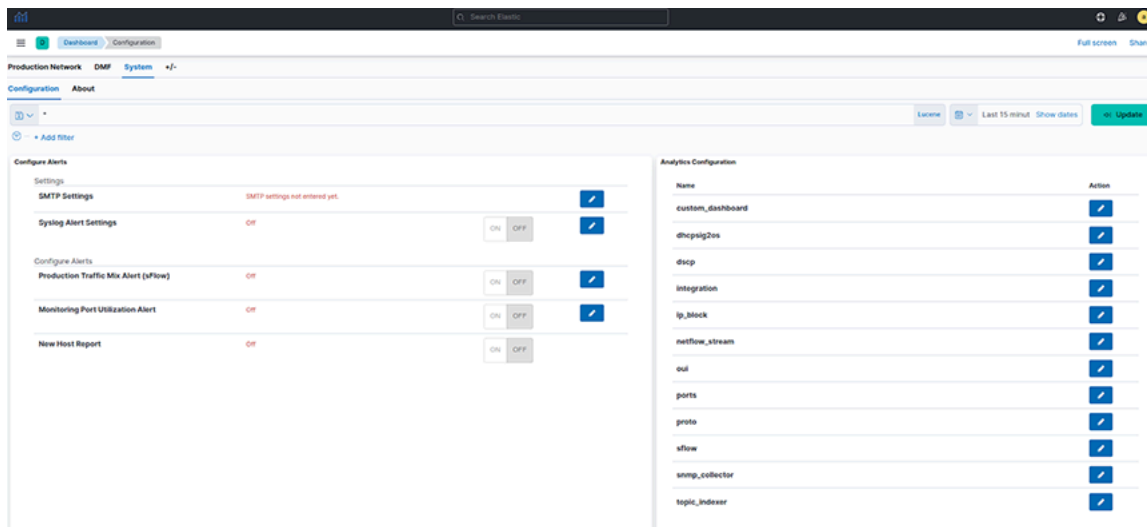 Search Elastic
D Dashboard Configuration Full screen Shar
Production Network DMF System +/-
Configuration About
* Lucene Last 15 minut Show dates Update
+ Add filter
Configure Alerts
Settings
SMTP Settings SMTP settings not entered yet.
Syslog Alert Settings Off ON OFF
Configure Alerts
Production Traffic Mix Alert (sFlow) Off ON OFF
Monitoring Port Utilization Alert Off ON OFF
New Host Report Off ON OFF
Analytics Configuration
Name Action
custom_dashboard
dhcpsig2os
dscp
integration
ip_block
netflow_stream
oui
ports
proto
sflow
snmp_collector
topic_indexer